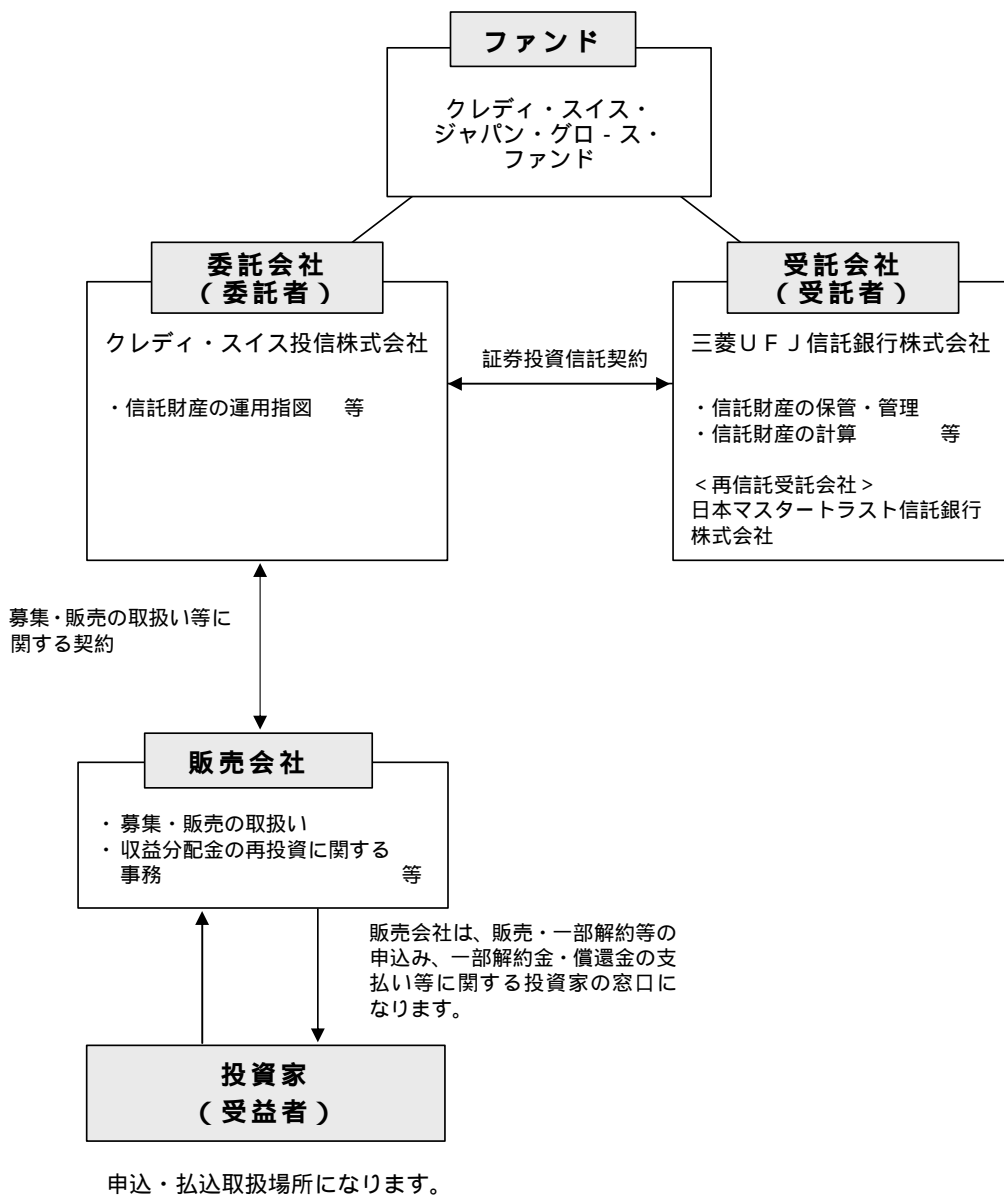 ファンド
クレディ・スイス・
ジャパン・グロ‐ス・
ファンド
委託会社
(委託者)
クレディ・スイス投信株式会社
・信託財産の運用指図 等
証券投資信託契約
受託会社
(受託者)
三菱UFJ信託銀行株式会社
・信託財産の保管・管理
・信託財産の計算 等
<再信託受託会社>
日本マスタートラスト信託銀行
株式会社
募集・販売の取扱い等に
関する契約
販売会社
・ 募集・販売の取扱い
・ 収益分配金の再投資に関する
事務 等
販売会社は、販売・一部解約等の
申込み、一部解約金・償還金の支
払い等に関する投資家の窓口に
なります。
投資家
(受益者)
申込・払込取扱場所になります。